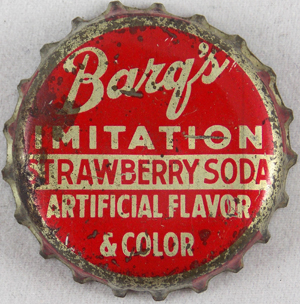 Barq's
IMITATION
STRAWBERRY SODA
ARTIFICIAL FLAVOR
& COLOR